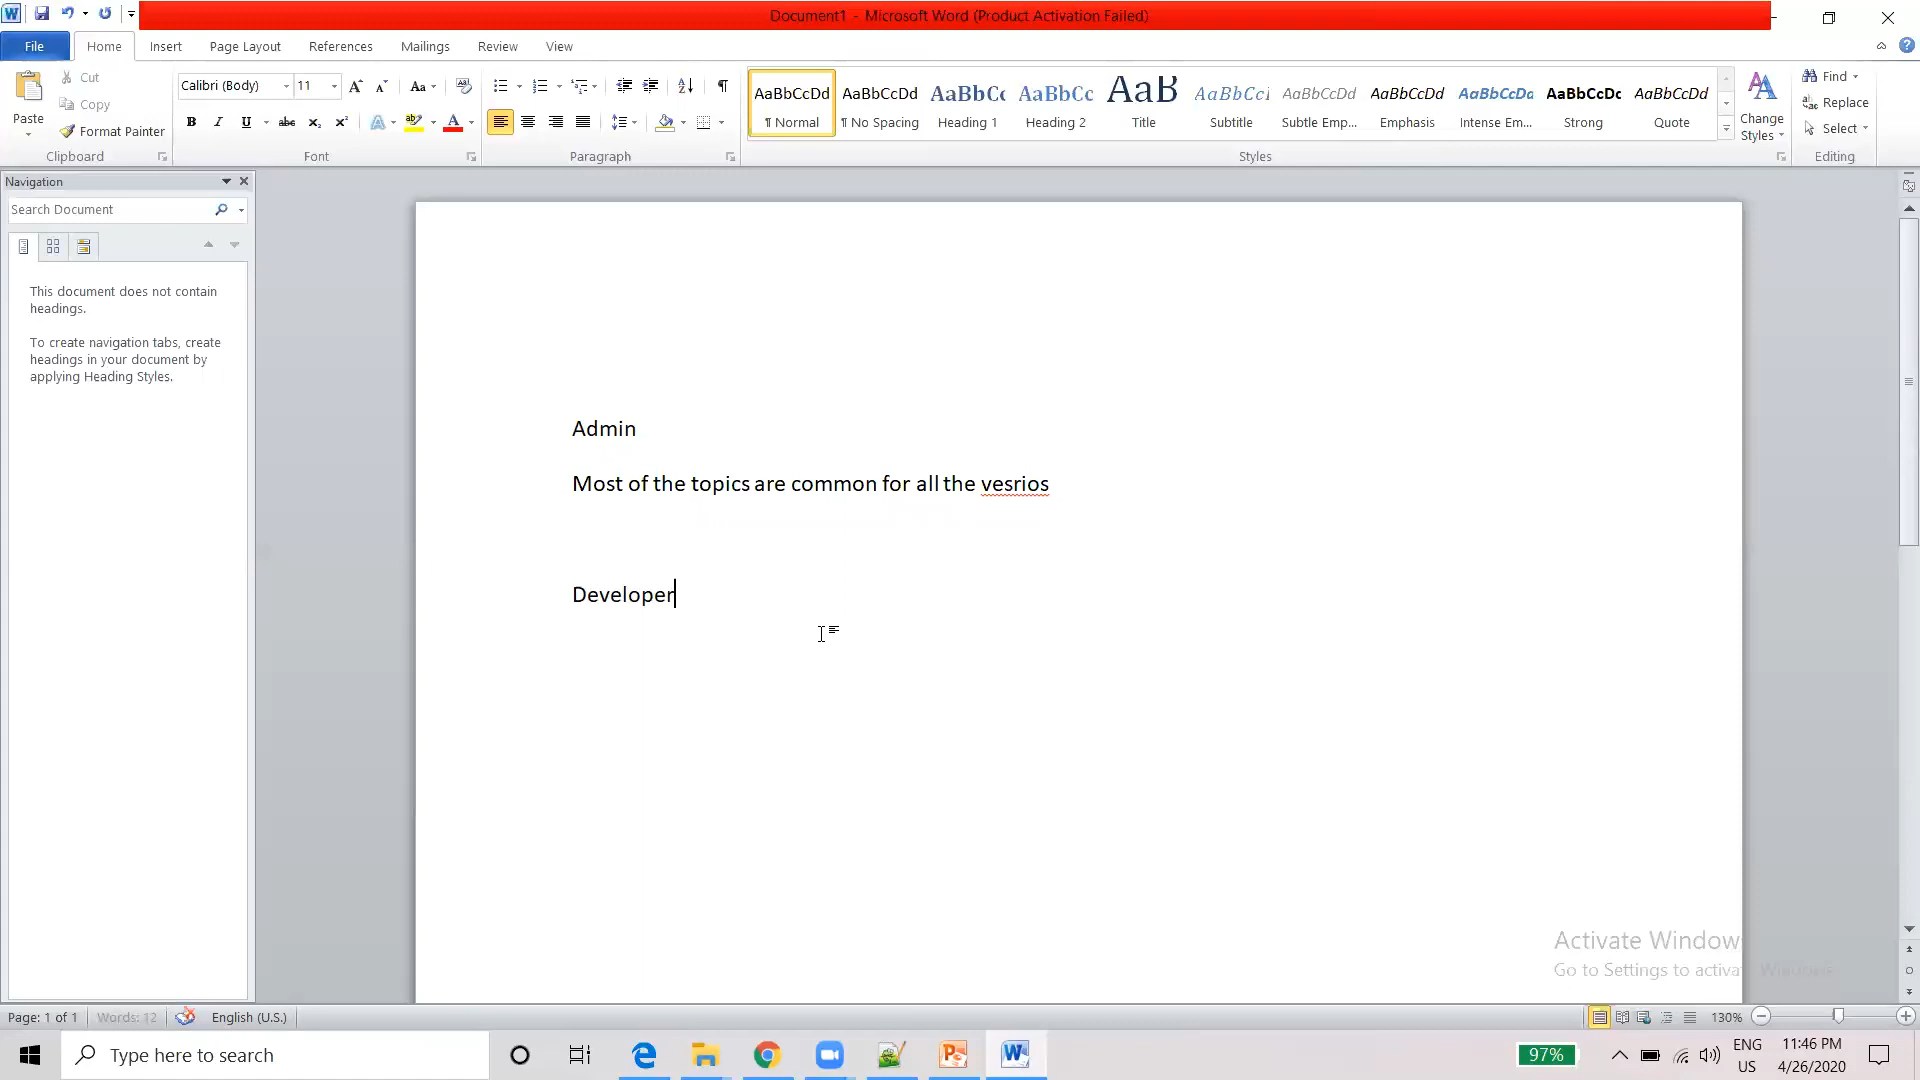 Document1 - Microsoft Word (Product Activation Failed)
File Home Insert Page Layout References Mailings Review View
Paste
Cut
Copy
Format Painter
Clipboard
Calibri (Body) 11
Font
Paragraph
AaBbCcDd AaBbCcDd AaBbCc AaBbCc AaB AaBbCcI AaBbCcDd AaBbCcDd AaBbCcDd AaBbCcDc AaBbCcDd
¶ Normal ¶ No Spacing Heading 1 Heading 2 Title Subtitle Subtle Emp... Emphasis Intense Em... Strong Quote
Styles
Change
Styles
Find
Replace
Select
Editing
Navigation
Search Document
This document does not contain
headings.
To create navigation tabs, create
headings in your document by
applying Heading Styles.
Admin
Most of the topics are common for all the vesrios
Developer
Activate Windows
Go to Settings to activate Windows.
Page: 1 of 1 Words: 12 English (U.S.) 130%
Type here to search
97%
ENG
US
11:46 PM
4/26/2020